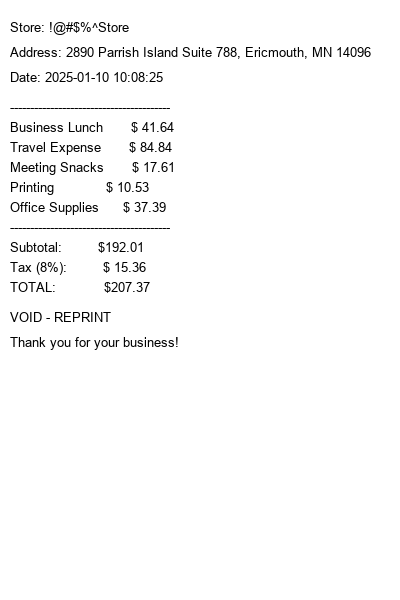 Store: !@#$%^Store
Address: 2890 Parrish Island Suite 788, Ericmouth, MN 14096
Date: 2025-01-10 10:08:25
----------------------------------------
Business Lunch $ 41.64
Travel Expense $ 84.84
Meeting Snacks $ 17.61
Printing $ 10.53
Office Supplies $ 37.39
----------------------------------------
Subtotal: $192.01
Tax (8%): $ 15.36
TOTAL: $207.37
VOID - REPRINT
Thank you for your business!